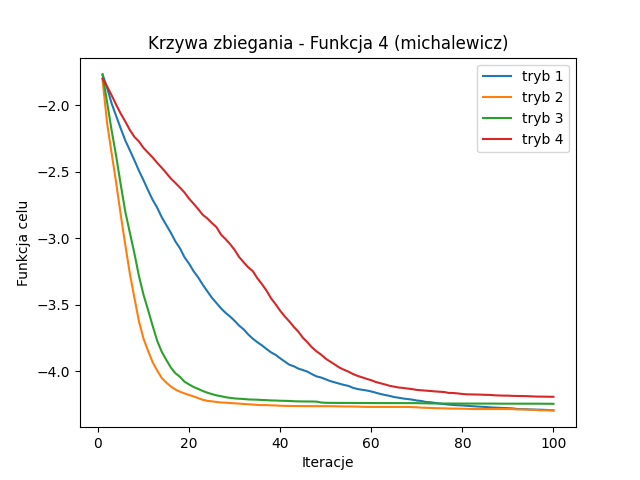 Krzywa zbiegania - Funkcja 4 (michalewicz)
tryb 1
tryb 2
tryb 3
tryb 4
Funkcja celu
−2.0
−2.5
−3.0
−3.5
−4.0
0 20 40 60 80 100
Iteracje